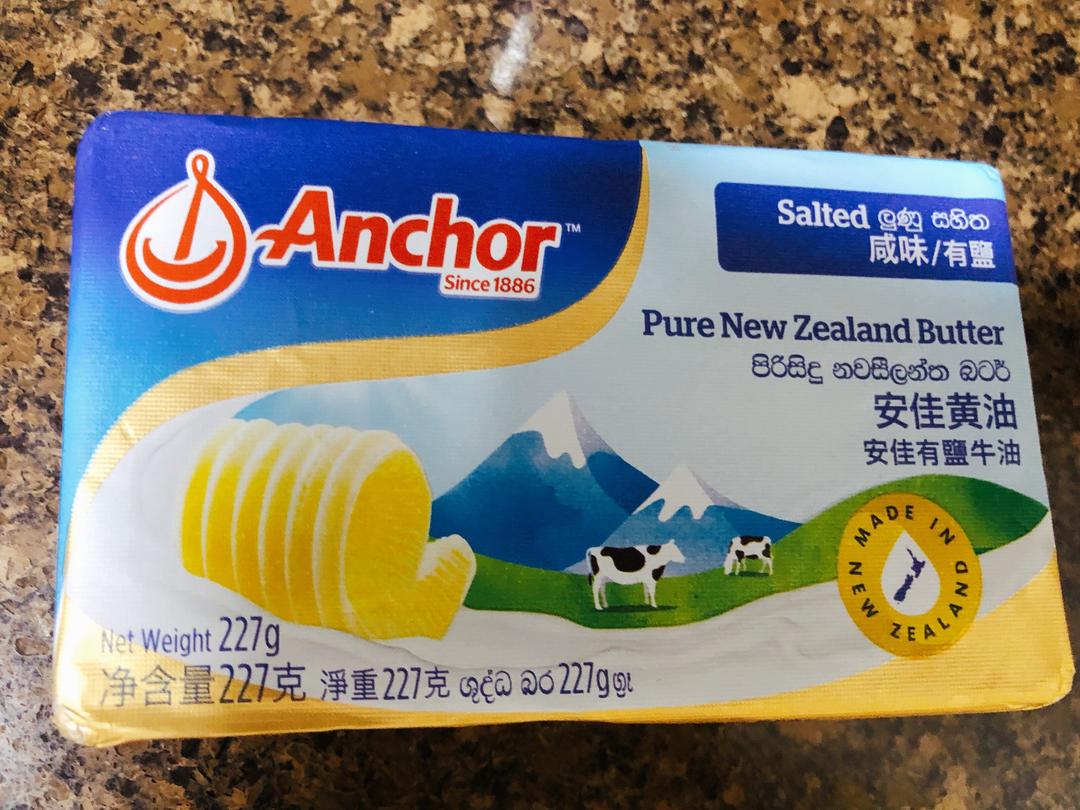 Anchor™
Since 1886
Salted ලුණු සහිත
咸味/有鹽
Pure New Zealand Butter
පිරිසිදු නවසීලන්ත බටර්
安佳黄油
安佳有鹽牛油
MADE IN NEW ZEALAND
Net Weight 227g
净含量227克 淨重227克 ශුද්ධ බර 227gග්‍රෑ